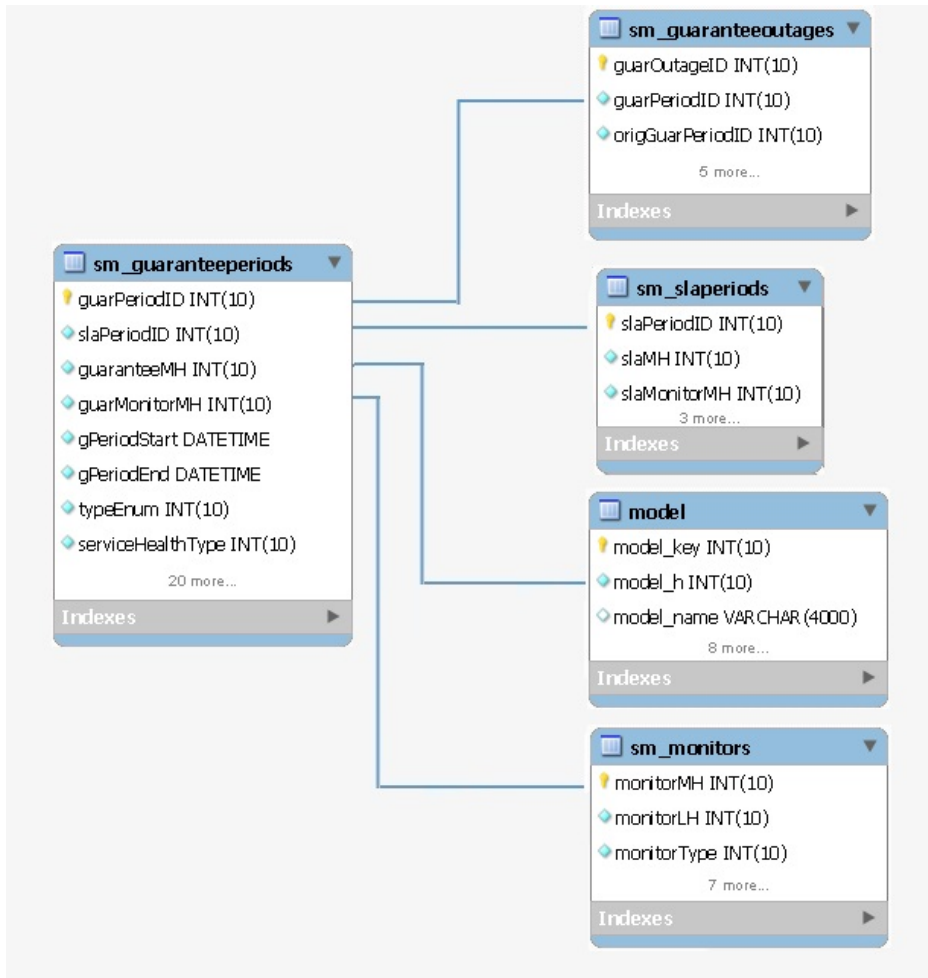 sm_guaranteeoutages
guarOutageID INT(10)
guarPeriodID INT(10)
origGuarPeriodID INT(10)
5 more...
Indexes
sm_guaranteeperiods
guarPeriodID INT(10)
slaPeriodID INT(10)
guaranteeMH INT(10)
guarMonitorMH INT(10)
gPeriodStart DATETIME
gPeriodEnd DATETIME
typeEnum INT(10)
serviceHealthType INT(10)
20 more...
Indexes
sm_slaperiods
slaPeriodID INT(10)
slaMH INT(10)
slaMonitorMH INT(10)
3 more...
Indexes
model
model_key INT(10)
model_h INT(10)
model_name VARCHAR(4000)
8 more...
Indexes
sm_monitors
monitorMH INT(10)
monitorLH INT(10)
monitorType INT(10)
7 more...
Indexes